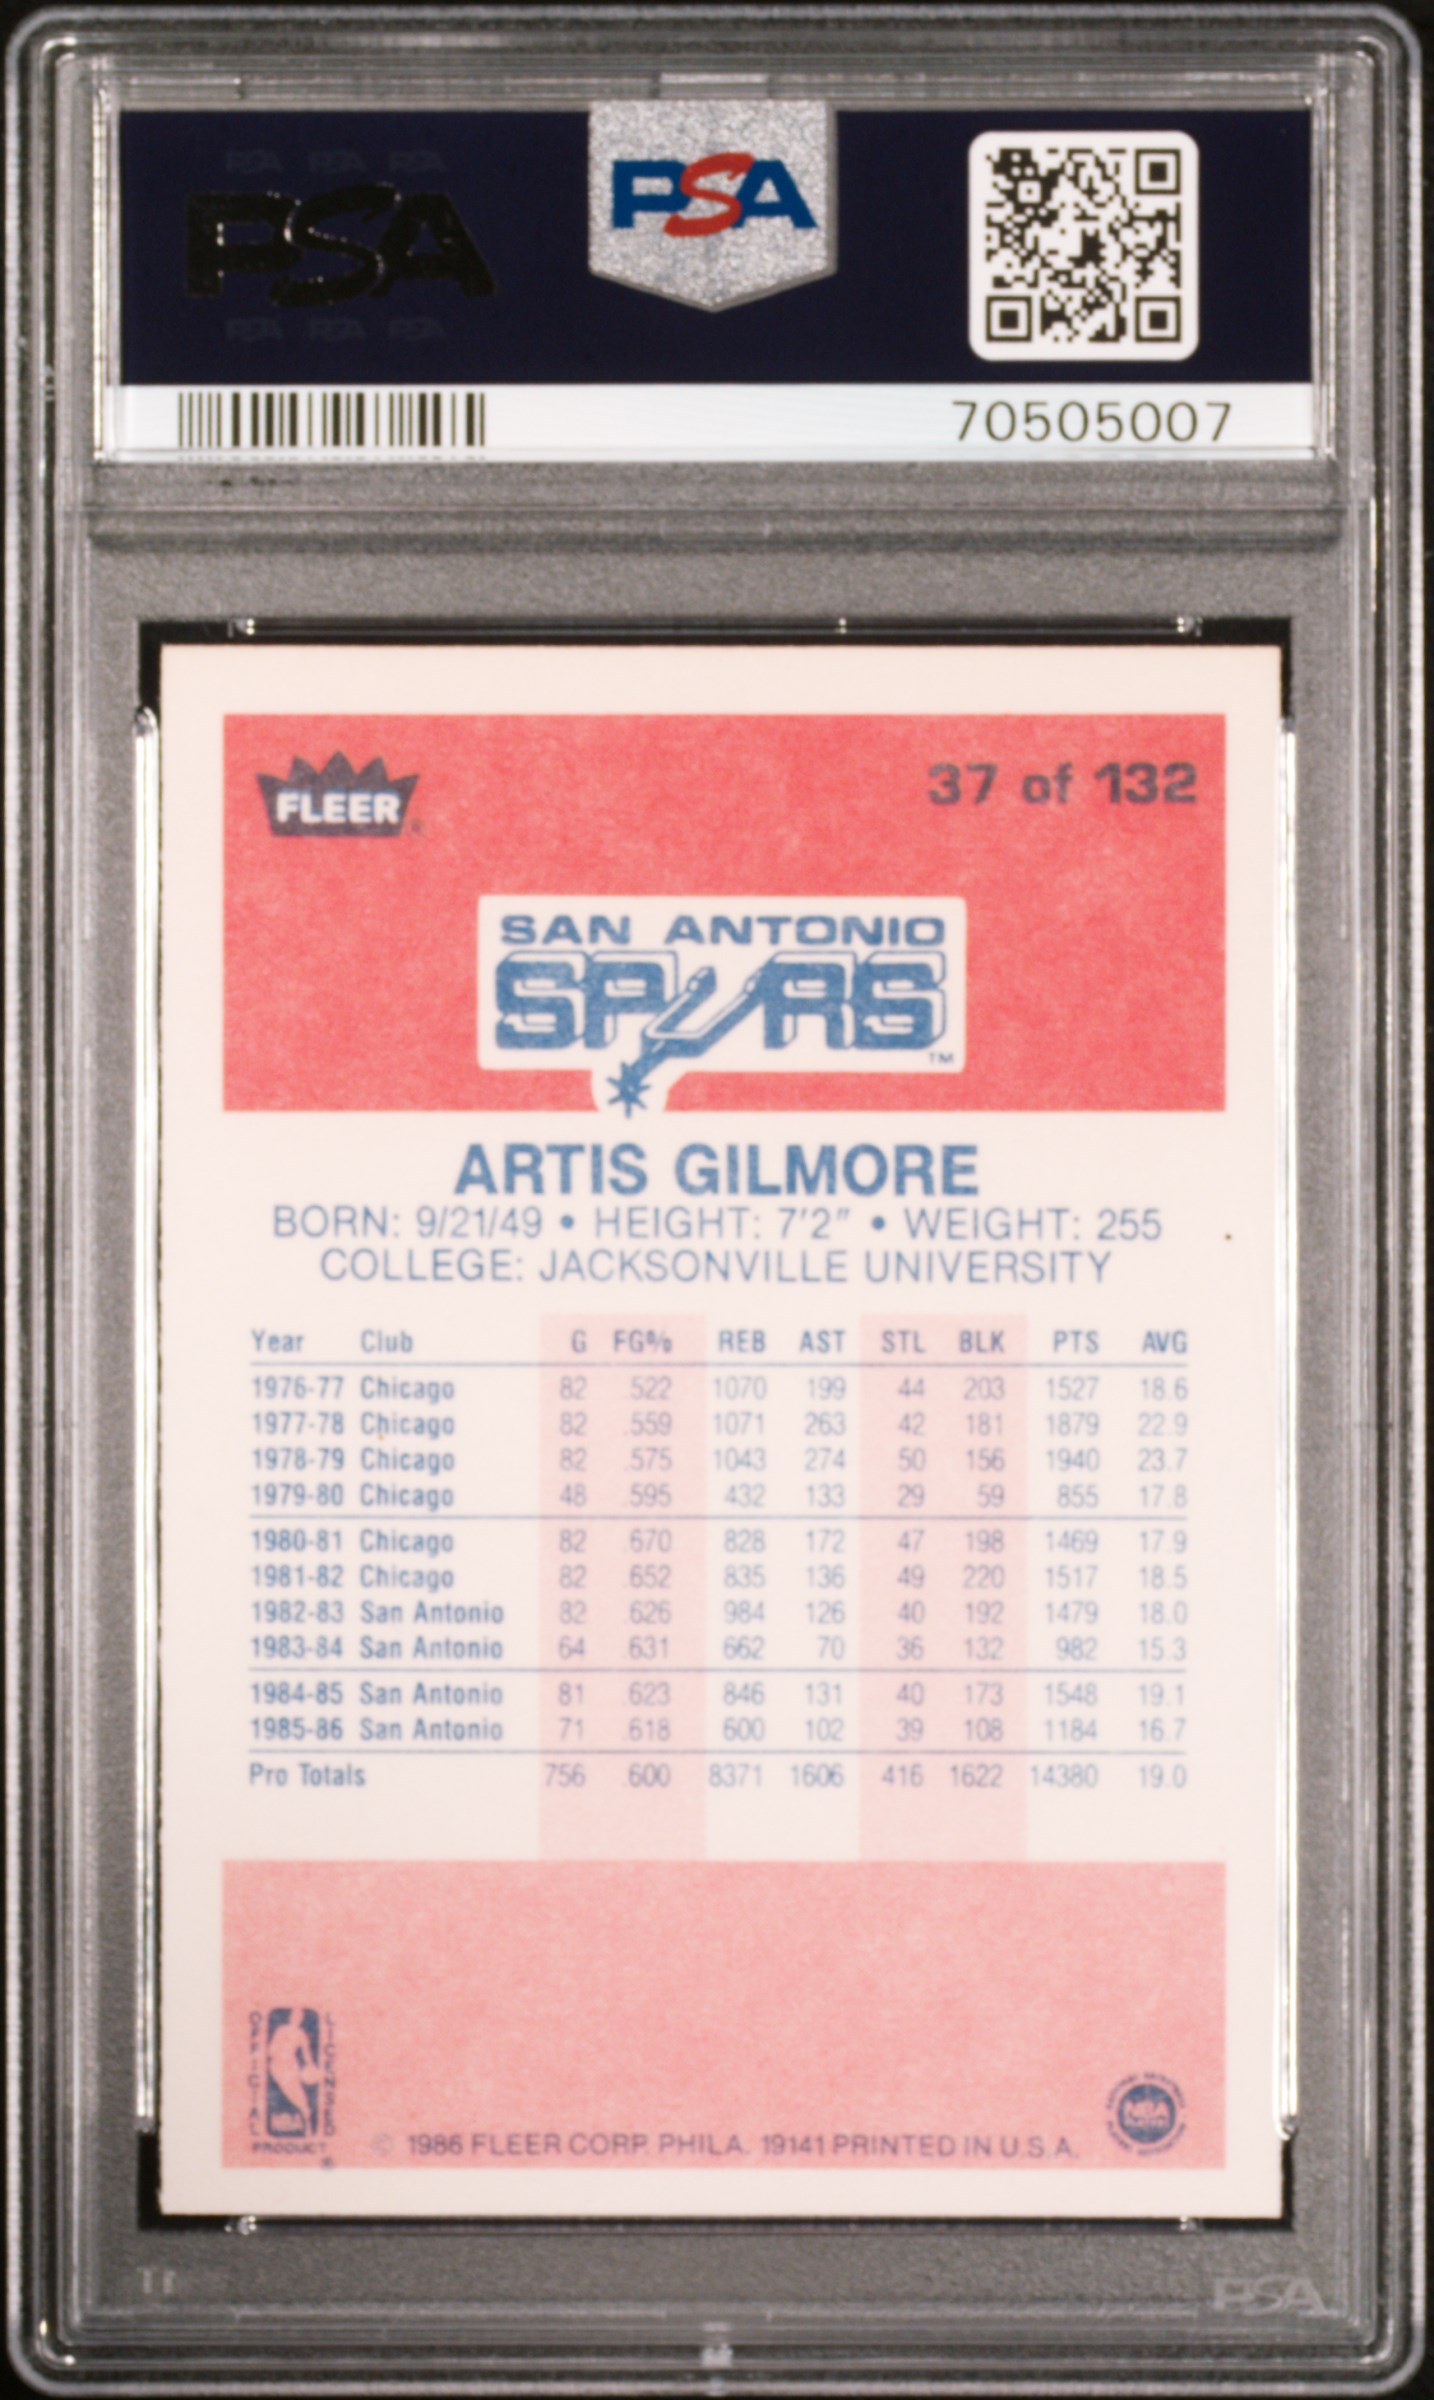 PSA PSA PSA
PSA
PSA PSA PSA
PSA
70505007
FLEER®
37 of 132
SAN ANTONIO
SPURS TM
ARTIS GILMORE
BORN: 9/21/49 • HEIGHT: 7'2" • WEIGHT: 255
COLLEGE: JACKSONVILLE UNIVERSITY
Year Club G FG% REB AST STL BLK PTS AVG
1976-77 Chicago 82 .522 1070 199 44 203 1527 18.6
1977-78 Chicago 82 .559 1071 263 42 181 1879 22.9
1978-79 Chicago 82 .575 1043 274 50 156 1940 23.7
1979-80 Chicago 48 .595 432 133 29 59 855 17.8
1980-81 Chicago 82 .670 828 172 47 198 1469 17.9
1981-82 Chicago 82 .652 835 136 49 220 1517 18.5
1982-83 San Antonio 82 .626 984 126 40 192 1479 18.0
1983-84 San Antonio 64 .631 662 70 36 132 982 15.3
1984-85 San Antonio 81 .623 846 131 40 173 1548 19.1
1985-86 San Antonio 71 .618 600 102 39 108 1184 16.7
Pro Totals 756 .600 8371 1606 416 1622 14380 19.0
OFFICIAL LICENSED
PRODUCT ®
© 1986 FLEER CORP. PHILA. 19141 PRINTED IN U.S.A.
PSA